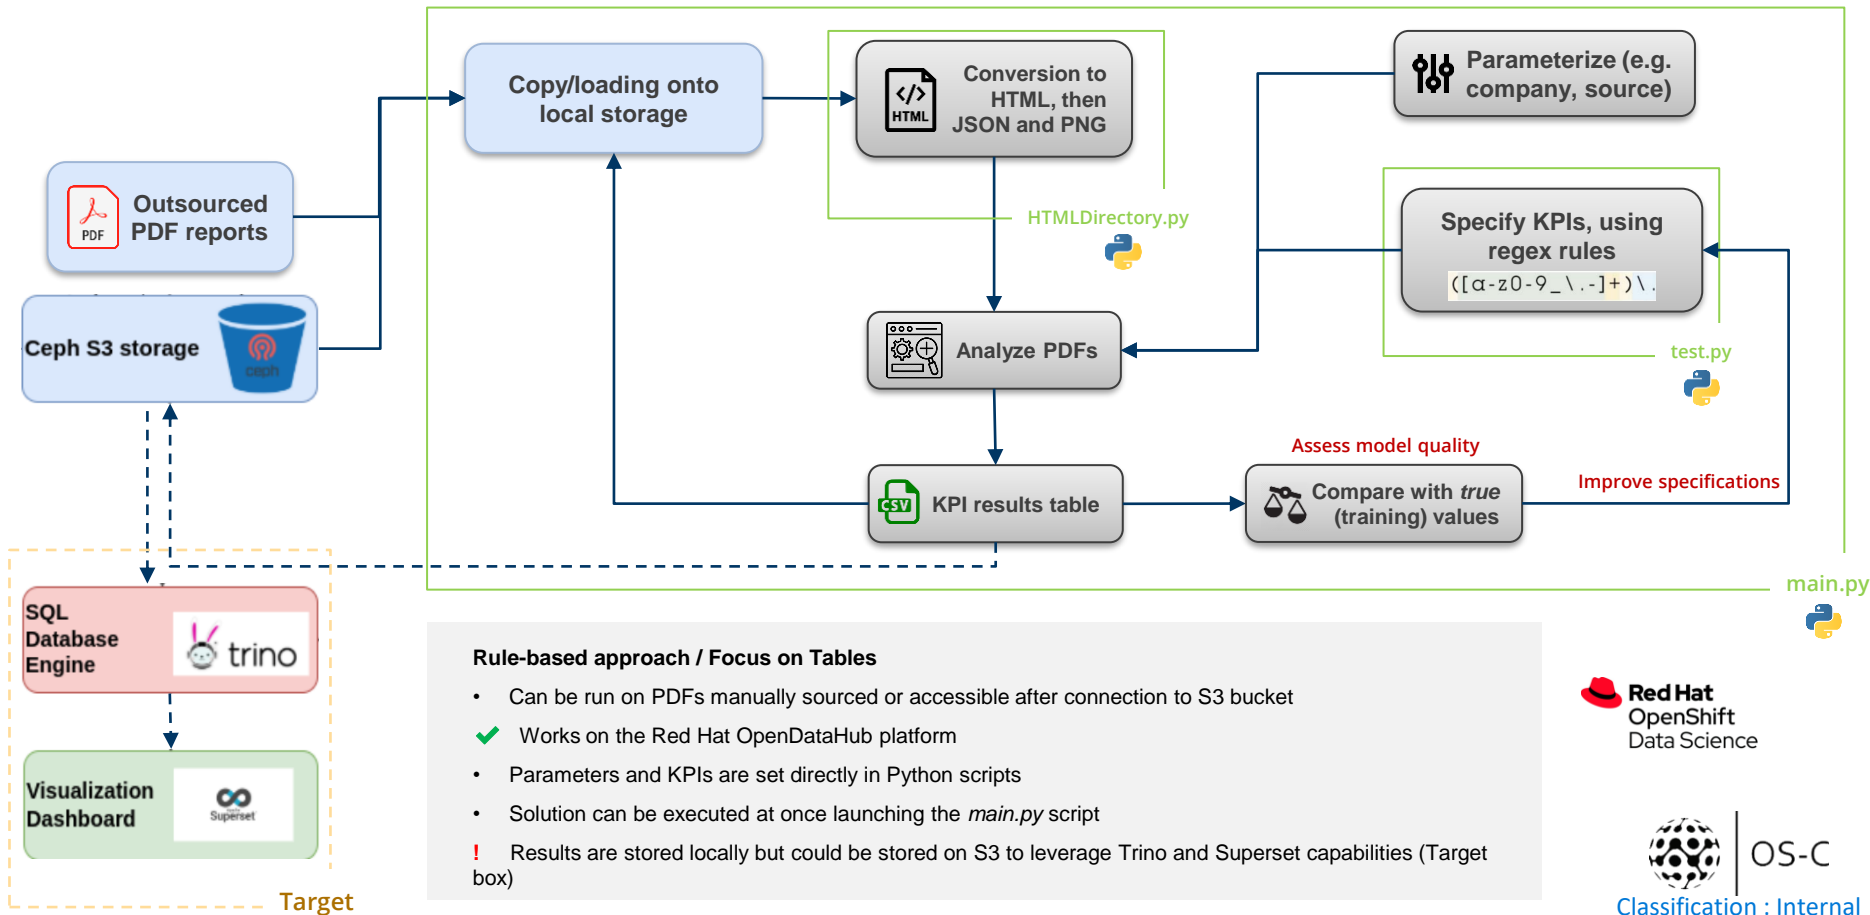 Copy/loading onto
local storage
</>
HTML
Conversion to
HTML, then
JSON and PNG
HTMLDirectory.py
Parameterize (e.g.
company, source)
PDF
Outsourced
PDF reports
Specify KPIs, using
regex rules
([a-z0-9_\.-]+)\.
test.py
Ceph S3 storage
ceph
Analyze PDFs
Assess model quality
CSV
KPI results table
Compare with true
(training) values
Improve specifications
main.py
SQL
Database
Engine
trino
Visualization
Dashboard
Superset
Target
Rule-based approach / Focus on Tables
• Can be run on PDFs manually sourced or accessible after connection to S3 bucket
✔ Works on the Red Hat OpenDataHub platform
• Parameters and KPIs are set directly in Python scripts
• Solution can be executed at once launching the main.py script
! Results are stored locally but could be stored on S3 to leverage Trino and Superset capabilities (Target
box)
Red Hat
OpenShift
Data Science
OS-C
Classification : Internal